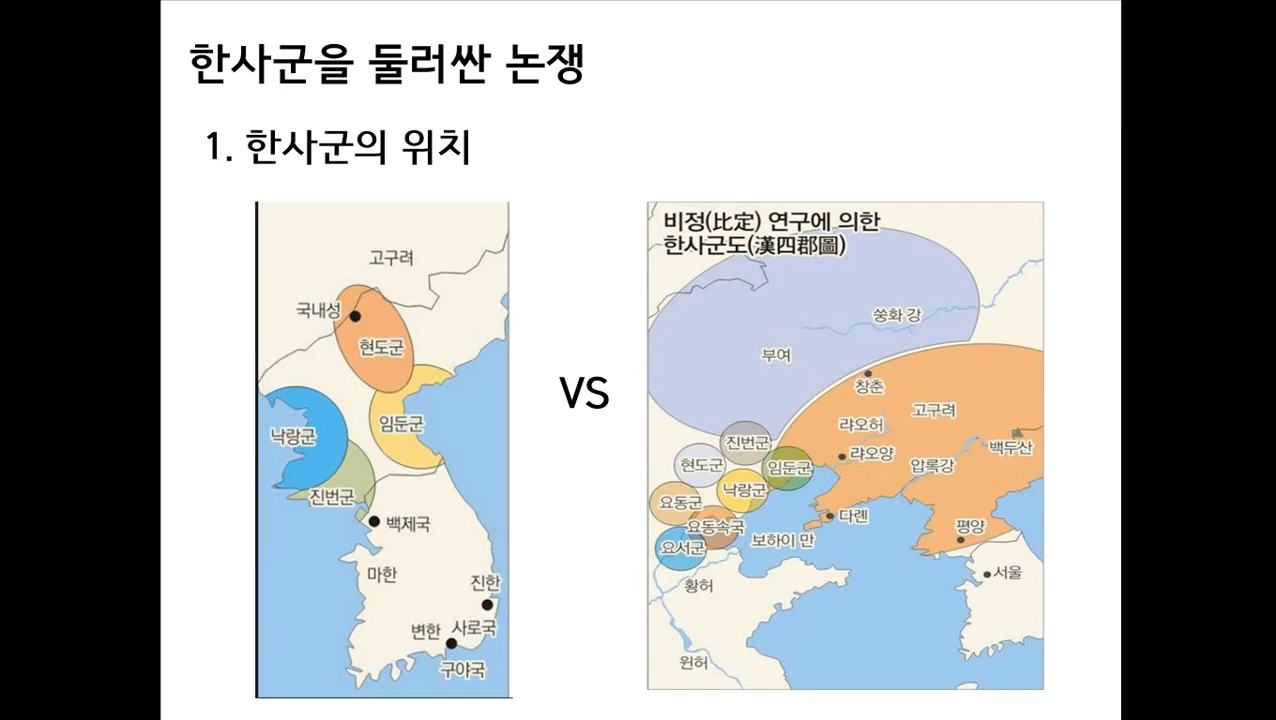 한사군을 둘러싼 논쟁
1. 한사군의 위치
고구려
국내성
현도군
낙랑군
임둔군
진번군
백제국
마한
진한
변한
사로국
구야국
VS
비정(比定) 연구에 의한
한사군도(漢四郡圖)
쑹화 강
부여
창춘
고구려
랴오허
랴오양
백두산
압록강
진번군
현도군
임둔군
낙랑군
요동군
요동속국
요서군
다롄
보하이 만
평양
서울
황허
원허